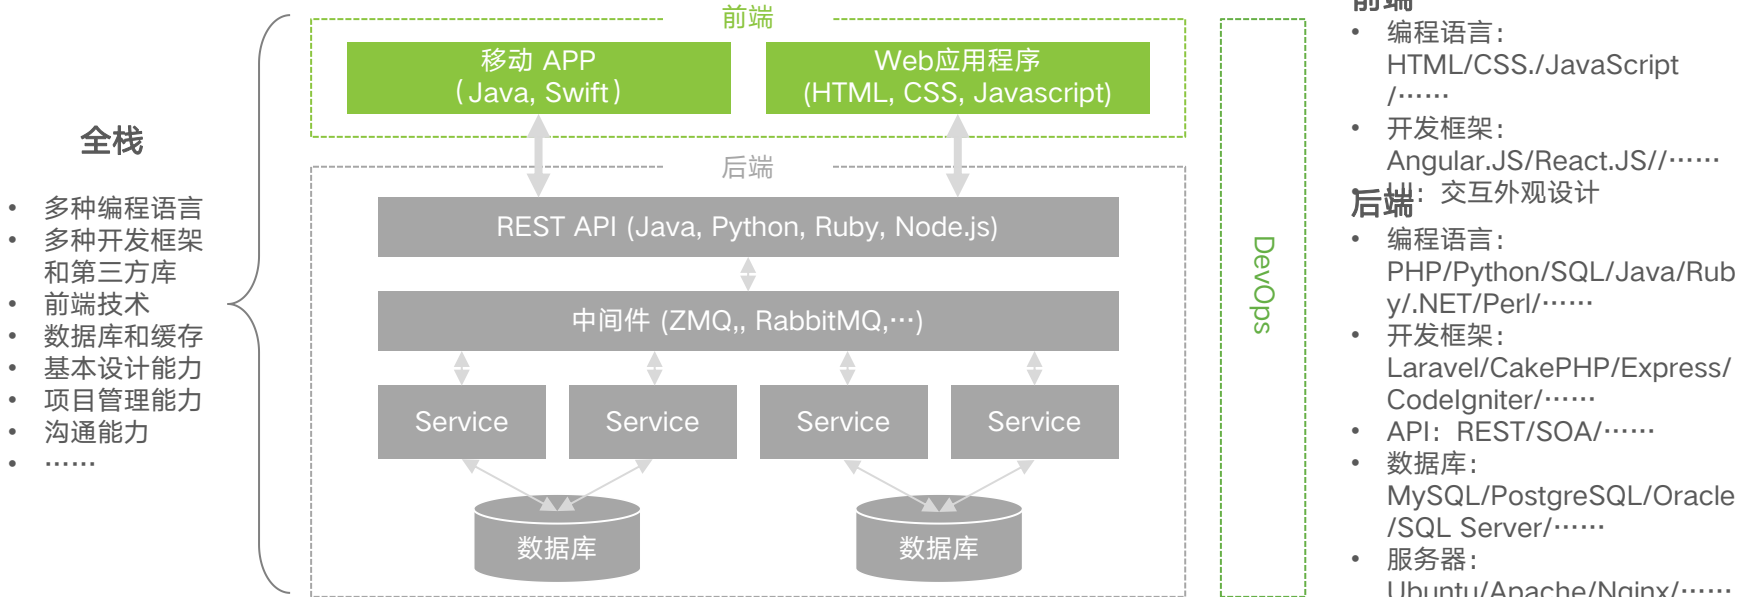 全栈
• 多种编程语言
• 多种开发框架
和第三方库
• 前端技术
• 数据库和缓存
• 基本设计能力
• 项目管理能力
• 沟通能力
• ……
前端
移动 APP
（Java, Swift）
Web应用程序
(HTML, CSS, Javascript)
后端
REST API (Java, Python, Ruby, Node.js)
中间件 (ZMQ,, RabbitMQ,…)
Service
Service
Service
Service
数据库
数据库
DevOps
前端
• 编程语言：
HTML/CSS./JavaScript
/……
• 开发框架：
Angular.JS/React.JS//……
• UI：交互外观设计
后端
• 编程语言：
PHP/Python/SQL/Java/Rub
y/.NET/Perl/……
• 开发框架：
Laravel/CakePHP/Express/
CodeIgniter/……
• API：REST/SOA/……
• 数据库：
MySQL/PostgreSQL/Oracle
/SQL Server/……
• 服务器：
Ubuntu/Apache/Nginx/……